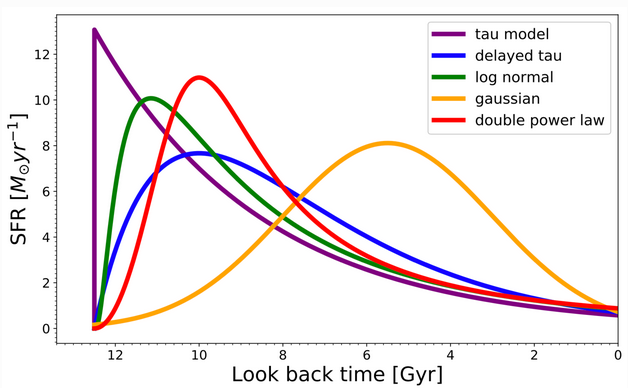 tau model
delayed tau
log normal
gaussian
double power law
SFR [M⊙yr⁻¹]
12
10
8
6
4
2
0
12 10 8 6 4 2 0
Look back time [Gyr]